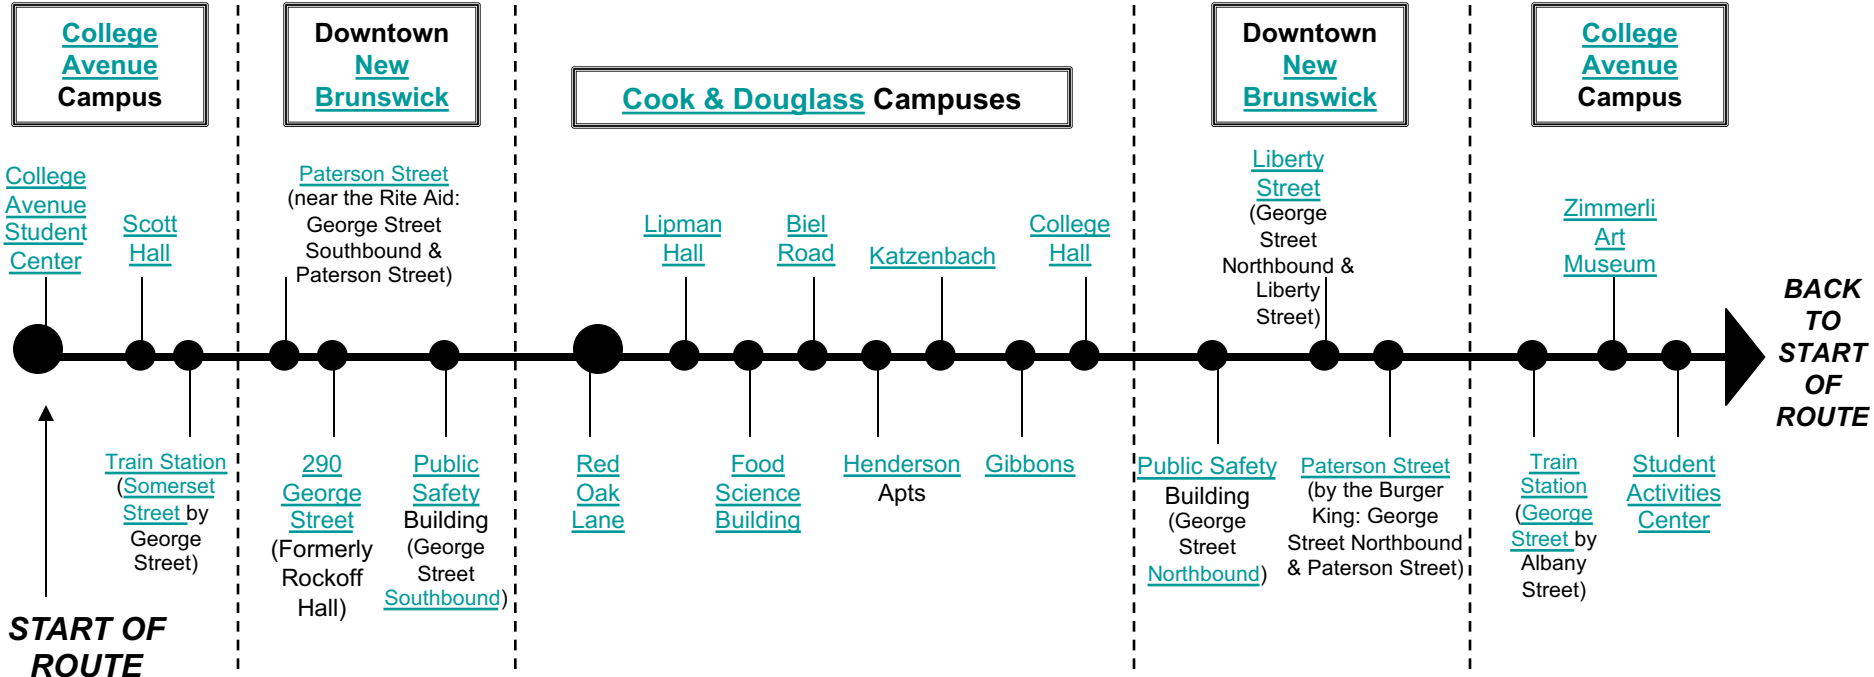 College
Avenue
Campus
Downtown
New
Brunswick
Cook & Douglass Campuses
Downtown
New
Brunswick
College
Avenue
Campus
College
Avenue
Student
Center
Scott
Hall
Paterson Street
(near the Rite Aid:
George Street
Southbound &
Paterson Street)
Lipman
Hall
Biel
Road
Katzenbach
College
Hall
Liberty
Street
(George
Street
Northbound &
Liberty
Street)
Zimmerli
Art
Museum
BACK
TO
START
OF
ROUTE
Train Station
(Somerset
Street by
George
Street)
290
George
Street
(Formerly
Rockoff
Hall)
Public
Safety
Building
(George
Street
Southbound)
Red
Oak
Lane
Food
Science
Building
Henderson
Apts
Gibbons
Public Safety
Building
(George
Street
Northbound)
Paterson Street
(by the Burger
King: George
Street Northbound
& Paterson Street)
Train
Station
(George
Street by
Albany
Street)
Student
Activities
Center
START OF
ROUTE